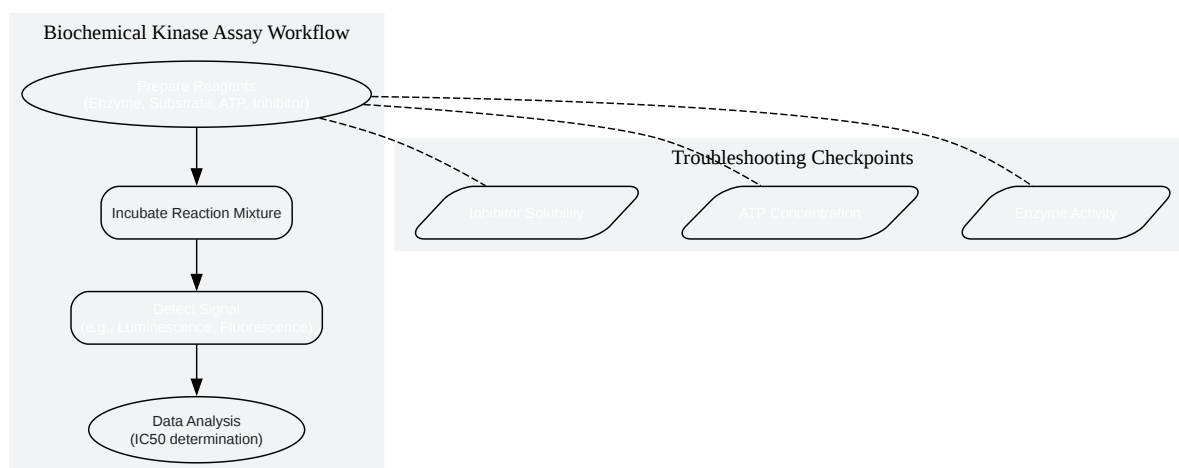 Biochemical Kinase Assay Workflow
Prepare Reagents
(Enzyme, Substrate, ATP, Inhibitor)
Incubate Reaction Mixture
Detect Signal
(e.g., Luminescence, Fluorescence)
Data Analysis
(IC50 determination)
Troubleshooting Checkpoints
Inhibitor Solubility
ATP Concentration
Enzyme Activity